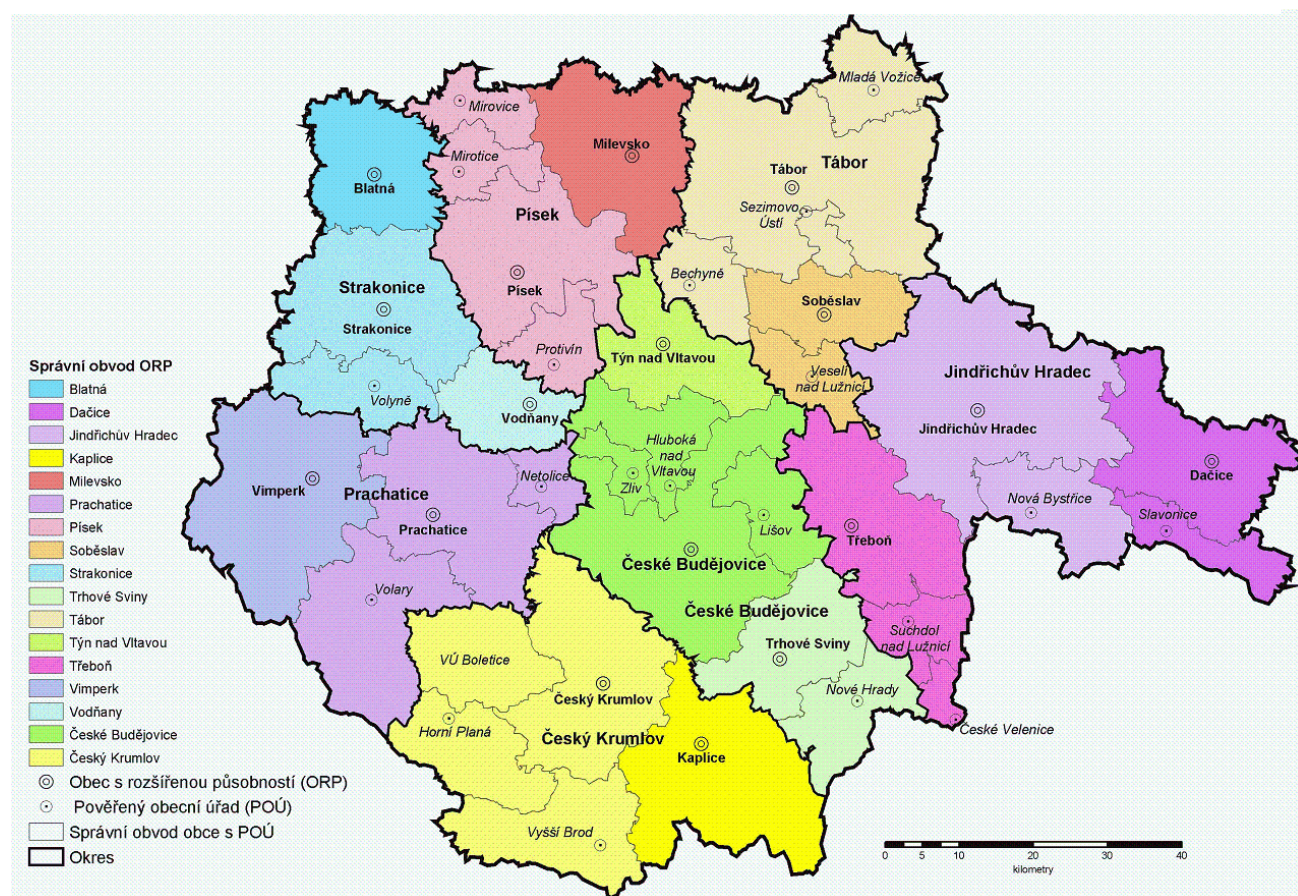 Mladá Vožice
Mirovice
Milevsko
Mirotice
Tábor
Tábor
Blatná
Sezimovo
Ústí
Písek
Bechyně
Písek
Strakonice
Soběslav
Strakonice
Protivín
Týn nad Vltavou
Veselí
nad Lužnicí
Jindřichův Hradec
Volyně
Vodňany
Jindřichův Hradec
Hluboká
nad
Vltavou
Zliv
Netolice
Vimperk
Prachatice
Prachatice
Dačice
Nová Bystřice
Slavonice
Lišov
Třeboň
České Budějovice
Volary
České Budějovice
Suchdol
nad Lužnicí
Trhové Sviny
VÚ Boletice
Český Krumlov
Nové Hrady
České Velenice
Horní Planá
Český Krumlov
Kaplice
Vyšší Brod
Správní obvod ORP
Blatná
Dačice
Jindřichův Hradec
Kaplice
Milevsko
Prachatice
Písek
Soběslav
Strakonice
Trhové Sviny
Tábor
Týn nad Vltavou
Třeboň
Vimperk
Vodňany
České Budějovice
Český Krumlov
Obec s rozšířenou působností (ORP)
Pověřený obecní úřad (POÚ)
Správní obvod obce s POÚ
Okres
0 5 10 20 30 40
kilometry